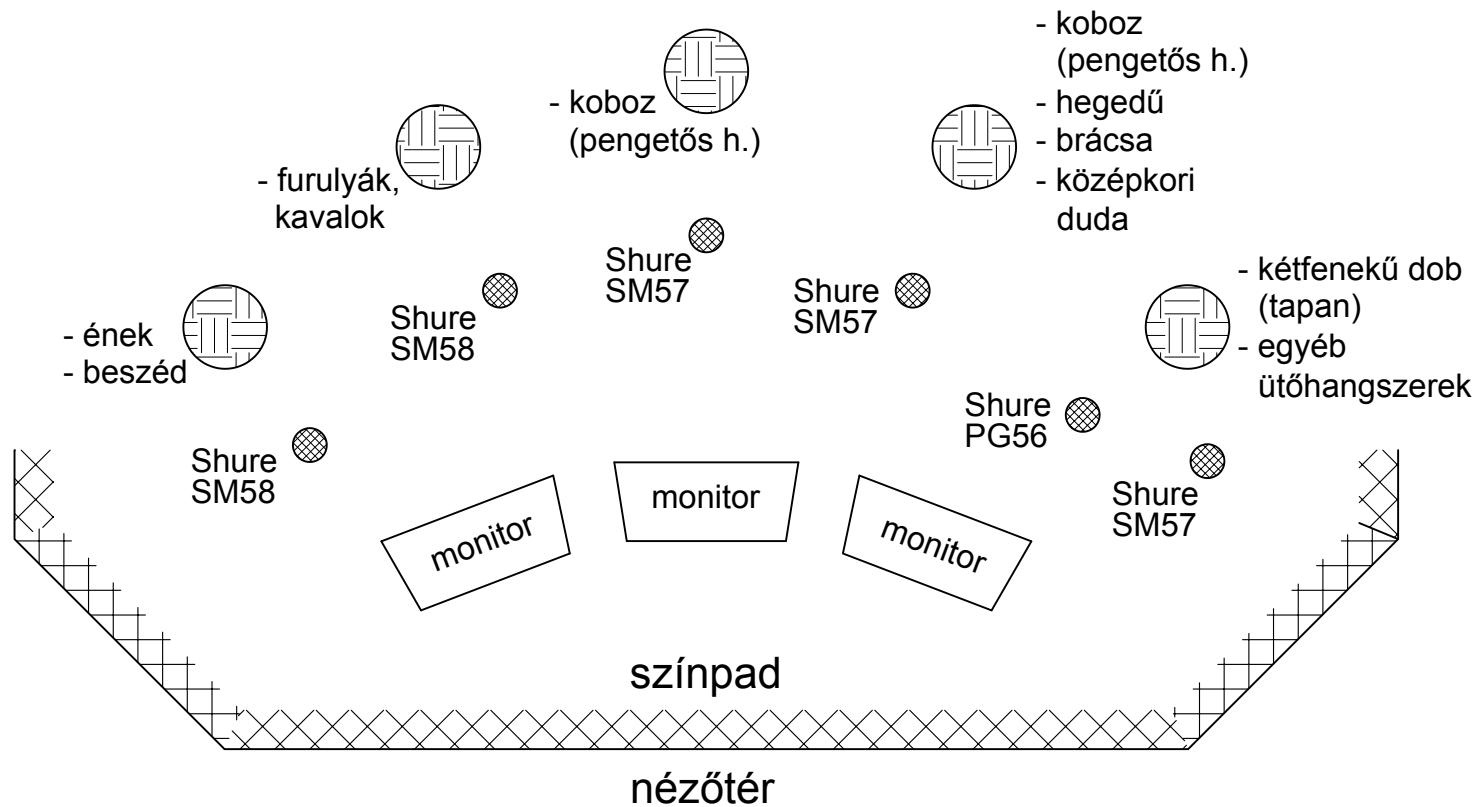 - koboz
(pengetős h.)
- hegedű
- brácsa
- középkori
duda
- koboz
(pengetős h.)
- furulyák,
kavalok
- kétfenekű dob
(tapan)
- egyéb
ütőhangszerek
- ének
- beszéd
Shure
SM57
Shure
SM57
Shure
SM58
Shure
PG56
Shure
SM58
Shure
SM57
monitor
monitor
monitor
színpad
nézőtér